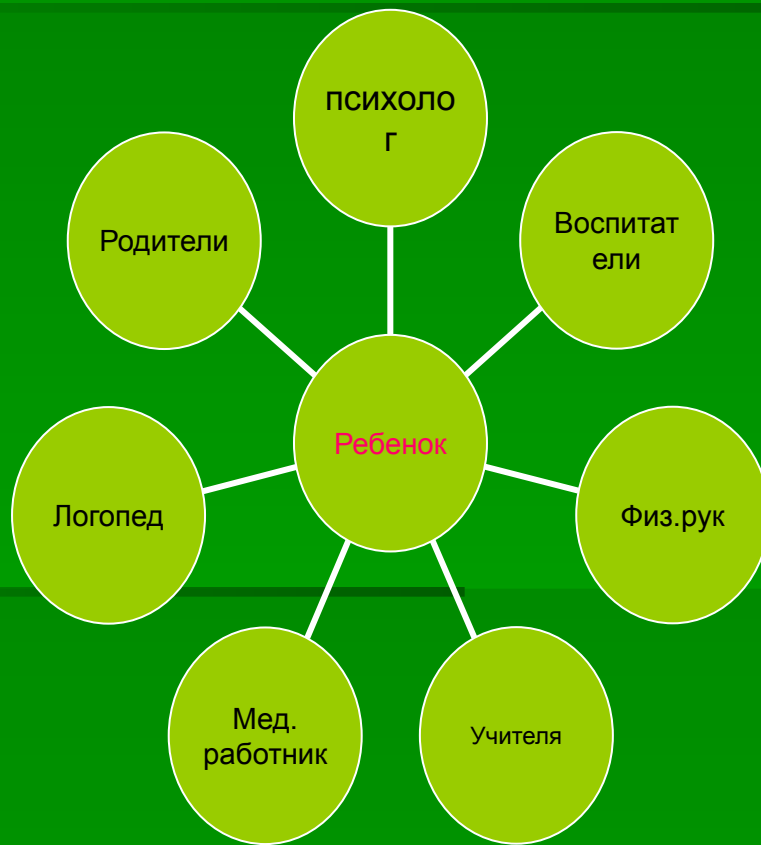 психоло
г
Родители
Воспитат
ели
Ребенок
Логопед
Физ.рук
Мед.
работник
Учителя